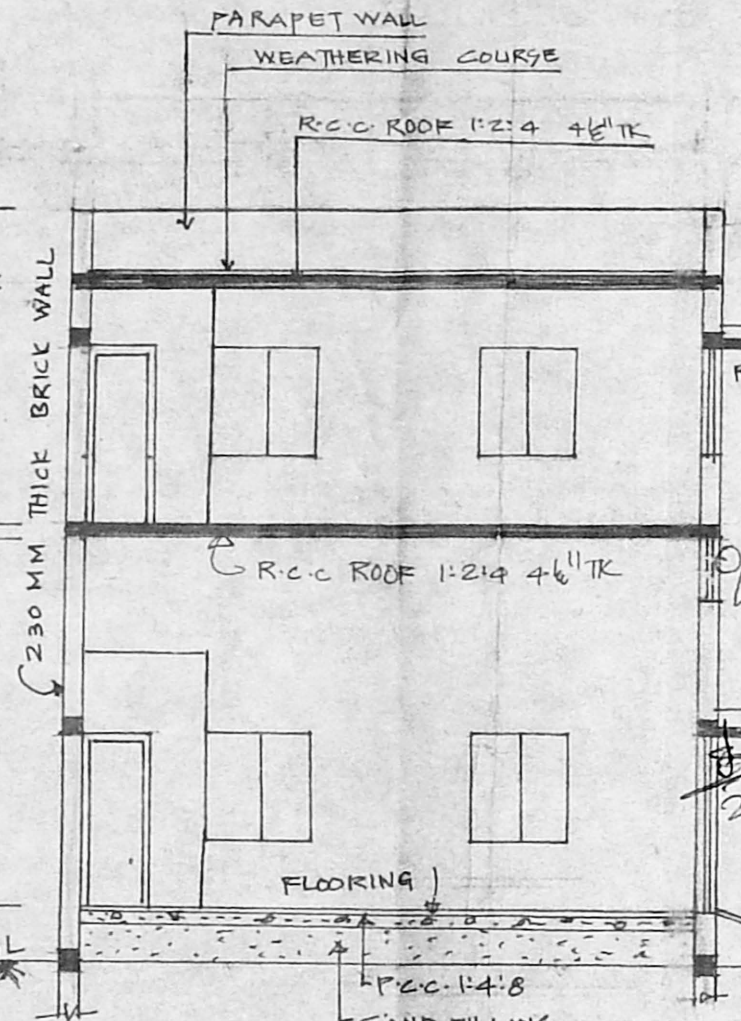 PARAPET WALL
WEATHERING COURSE
R.C.C. ROOF 1:2:4 4½" TK
230 MM THICK BRICK WALL
R.C.C ROOF 1:2:4 4½" TK
FLOORING
P.C.C. 1:4:8